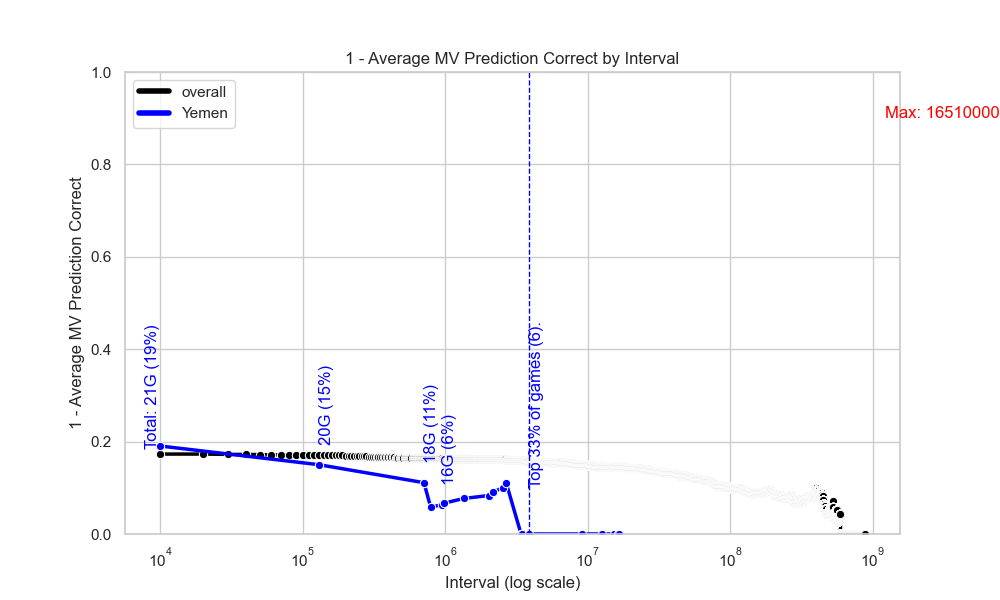 1 - Average MV Prediction Correct by Interval
overall
Yemen
Max: 16510000
1 - Average MV Prediction Correct
1.0
0.8
0.6
0.4
0.2
0.0
Total: 21G (19%)
20G (15%)
18G (11%)
16G (6%)
Top 33% of games (6).
10^4
10^5
10^6
10^7
10^8
10^9
Interval (log scale)